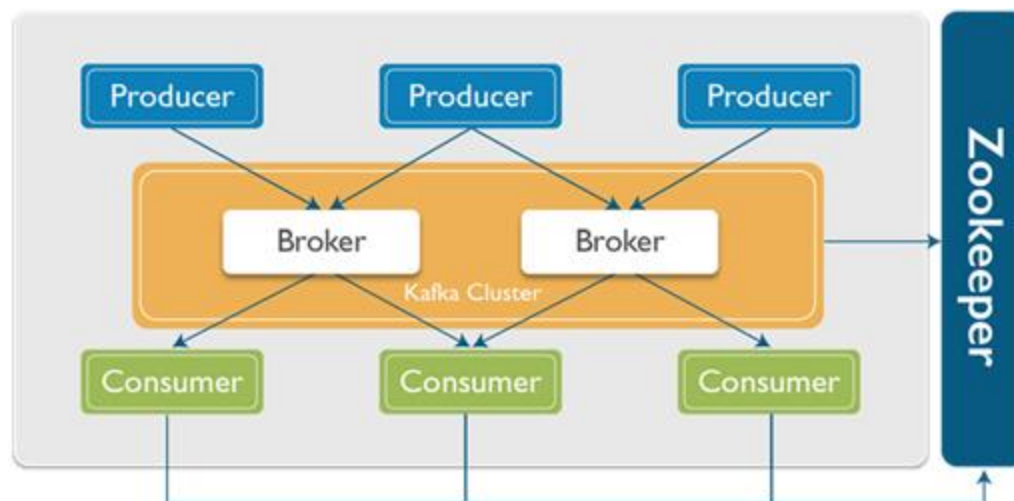 Producer
Producer
Producer
Broker
Broker
Kafka Cluster
Consumer
Consumer
Consumer
Zookeeper